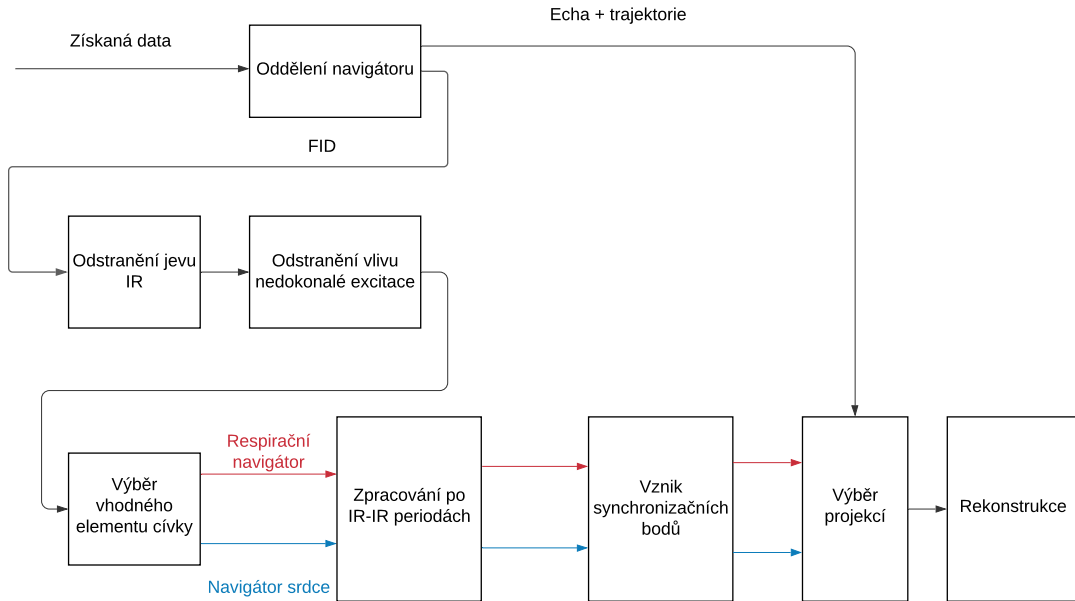 Echa + trajektorie
Získaná data
Oddělení navigátoru
FID
Odstranění jevu
IR
Odstranění vlivu
nedokonalé excitace
Respirační
navigátor
Výběr
vhodného
elementu cívky
Navigátor srdce
Zpracování po
IR-IR periodách
Vznik
synchronizačních
bodů
Výběr
projekcí
Rekonstrukce